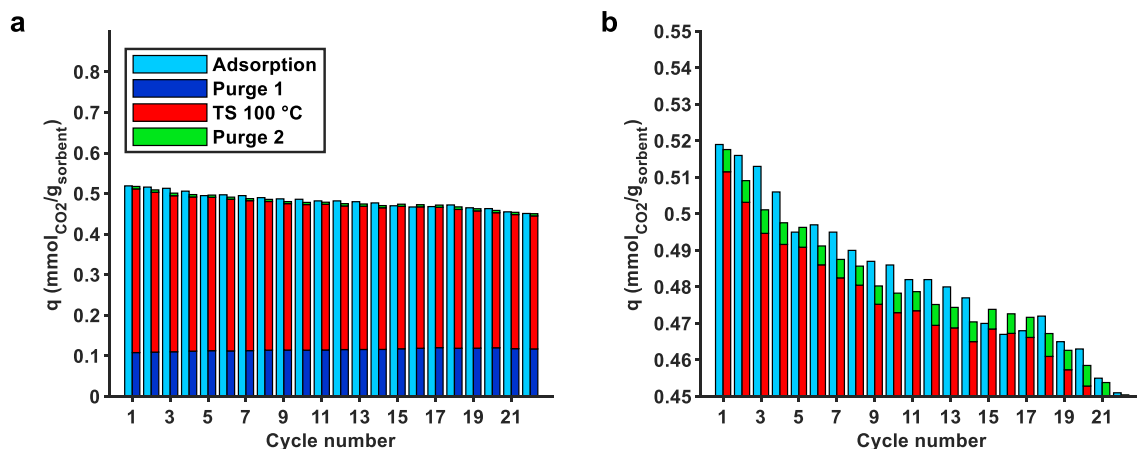 a
0.8
0.7
0.6
0.5
0.4
0.3
0.2
0.1
0
q (mmolCO2/gsorbent)
Adsorption
Purge 1
TS 100 °C
Purge 2
1 3 5 7 9 11 13 15 17 19 21
Cycle number
b
0.55
0.54
0.53
0.52
0.51
0.5
0.49
0.48
0.47
0.46
0.45
q (mmolCO2/gsorbent)
1 3 5 7 9 11 13 15 17 19 21
Cycle number